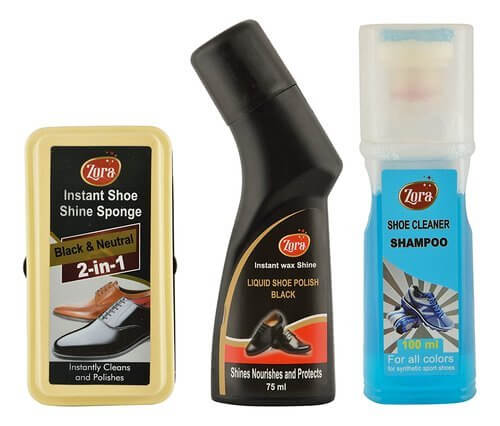 Zora
Instant Shoe
Shine Sponge
Black & Neutral
2-in-1
Instantly Cleans
and Polishes
Zora
Instant wax Shine
LIQUID SHOE POLISH
BLACK
Shines Nourishes and Protects
75 ml
Zora
SHOE CLEANER
SHAMPOO
100 ml
For all colors
for synthetic sport shoes